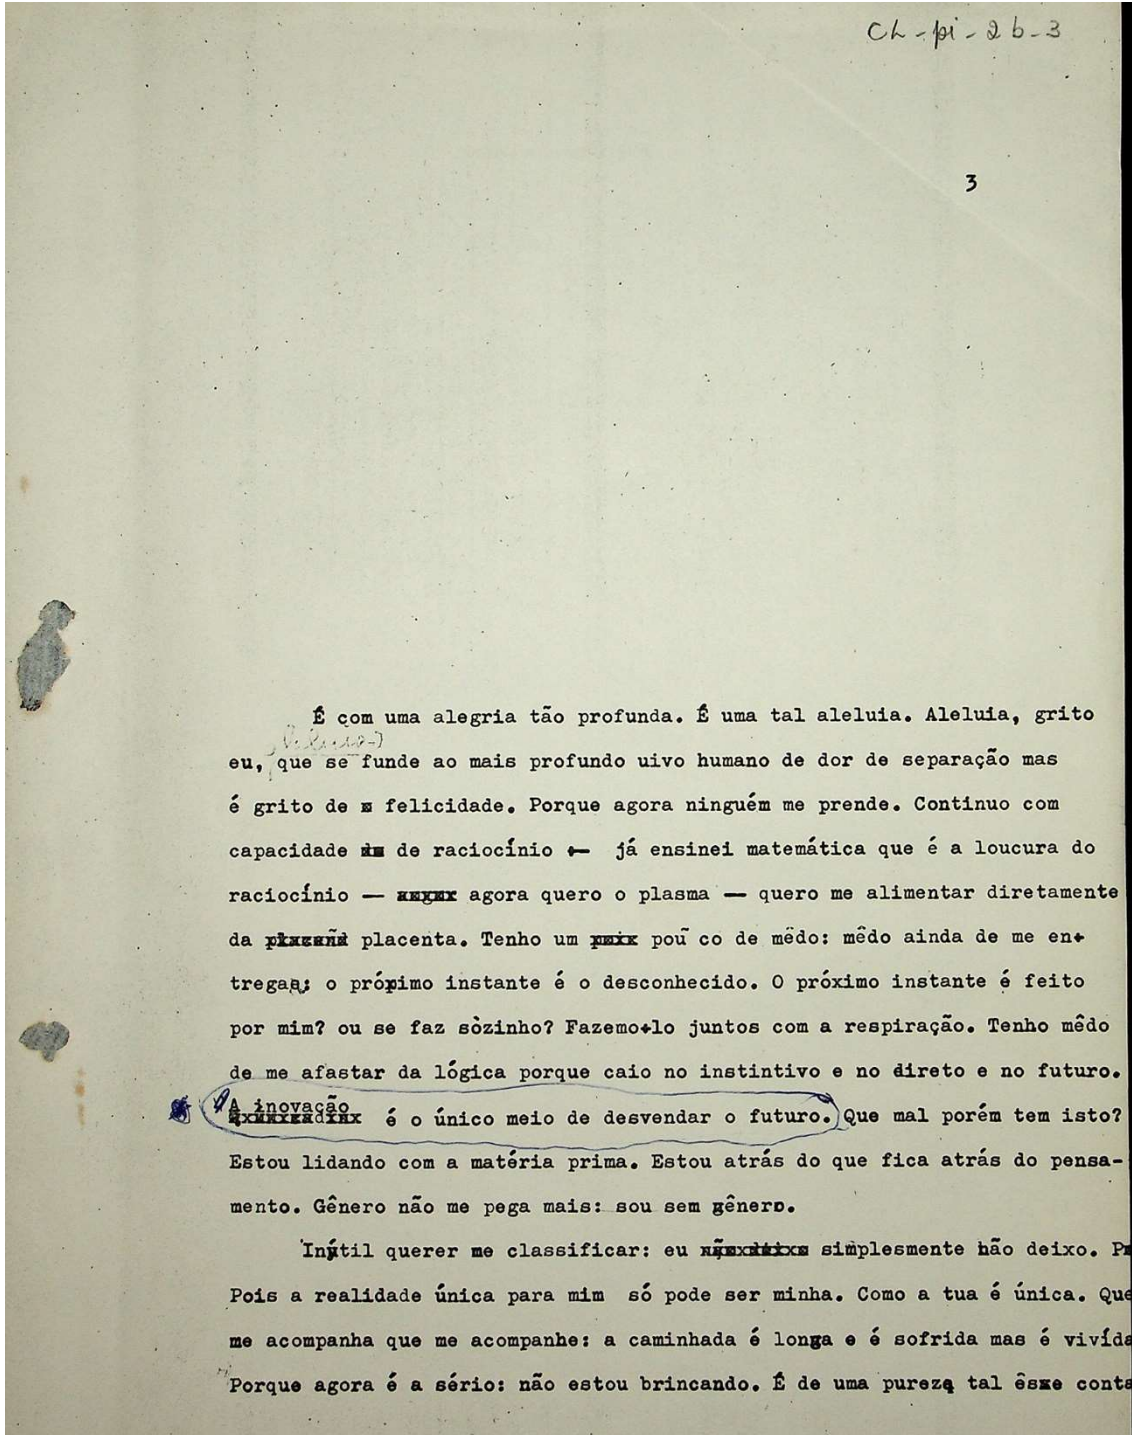 CL-pi-2b-3
3
É com uma alegria tão profunda. É uma tal aleluia. Aleluia, grito
eu, que se funde ao mais profundo uivo humano de dor de separação mas
é grito de felicidade. Porque agora ninguém me prende. Continuo com
capacidade de raciocínio — já ensinei matemática que é a loucura do
raciocínio — agora quero o plasma — quero me alimentar diretamente
da placenta. Tenho um pou co de mêdo: mêdo ainda de me en-
tregar; o próximo instante é o desconhecido. O próximo instante é feito
por mim? ou se faz sòzinho? Fazemo-lo juntos com a respiração. Tenho mêdo
de me afastar da lógica porque caio no instintivo e no direto e no futuro.
A inovação
é o único meio de desvendar o futuro. Que mal porém tem isto?
Estou lidando com a matéria prima. Estou atrás do que fica atrás do pensa-
mento. Gênero não me pega mais: sou sem gênero.
Inútil querer me classificar: eu simplesmente não deixo.
Pois a realidade única para mim só pode ser minha. Como a tua é única. Que
me acompanha que me acompanhe: a caminhada é longa e é sofrida mas é vivída
Porque agora é a sério: não estou brincando. É de uma pureza tal êsse conta